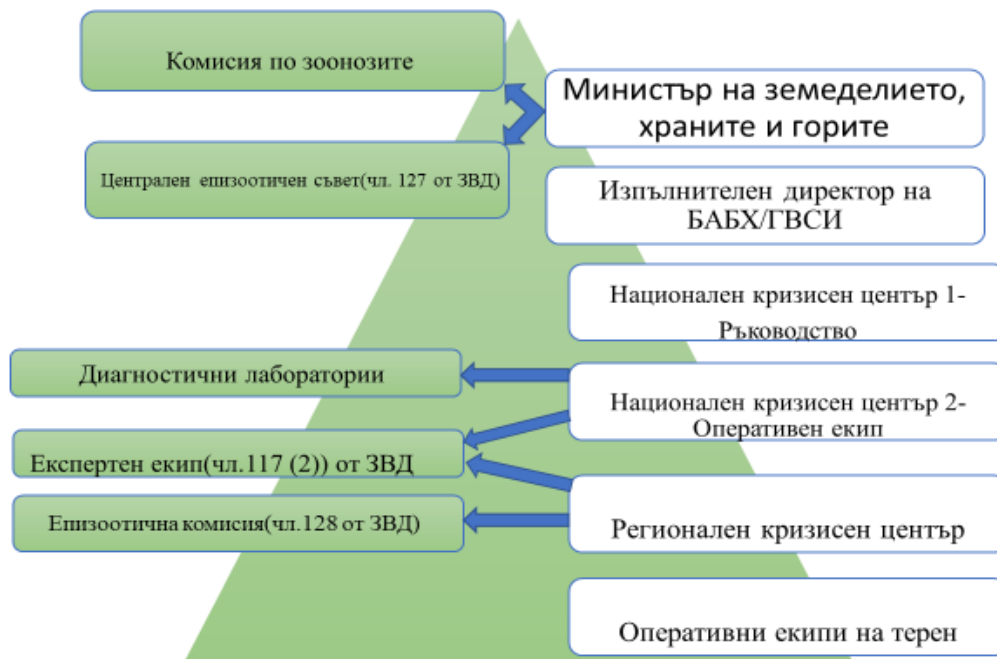 Комисия по зоонозите
Министър на земеделието,
храните и горите
Централен епизоотичен съвет(чл. 127 от ЗВД)
Изпълнителен директор на
БАБХ/ГВСИ
Национален кризисен център 1-
Ръководство
Диагностични лаборатории
Национален кризисен център 2-
Оперативен екип
Експертен екип(чл.117 (2)) от ЗВД
Епизоотична комисия(чл.128 от ЗВД)
Регионален кризисен център
Оперативни екипи на терен